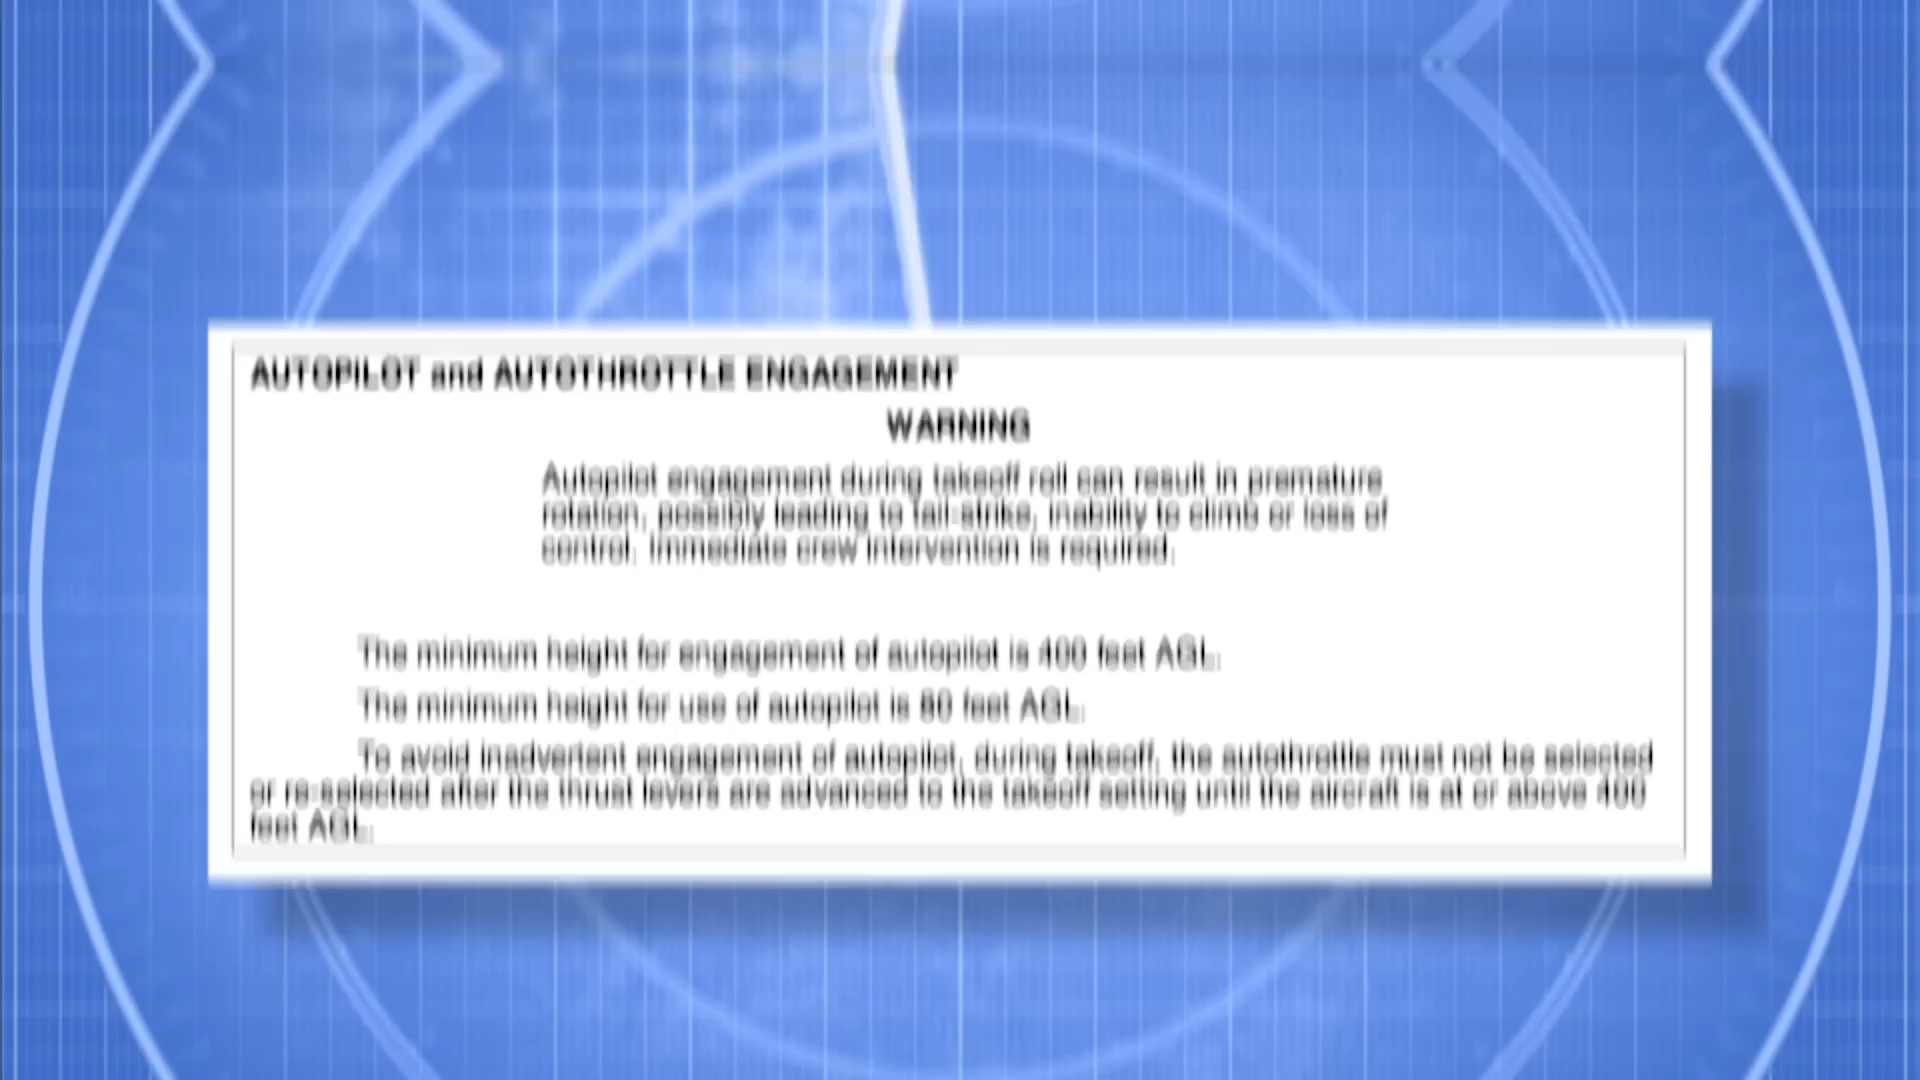 AUTOPILOT and AUTOTHROTTLE ENGAGEMENT
WARNING
Autopilot engagement during takeoff roll can result in premature
rotation, possibly leading to tail-strike, inability to climb or loss of
control. Immediate crew intervention is required.
The minimum height for engagement of autopilot is 400 feet AGL.
The minimum height for use of autopilot is 80 feet AGL.
To avoid inadvertent engagement of autopilot, during takeoff, the autothrottle must not be selected
or re-selected after the thrust levers are advanced to the takeoff setting until the aircraft is at or above 400
feet AGL.